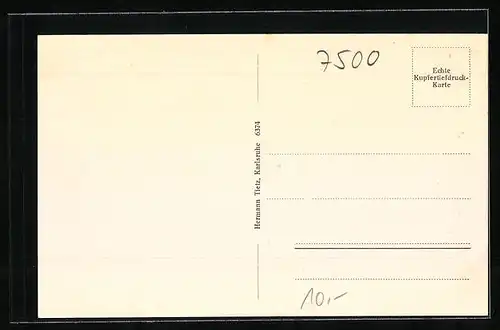 7500
Echte
Kupfertiefdruck-
Karte
Hermann Tietz, Karlsruhe 6374
10,-